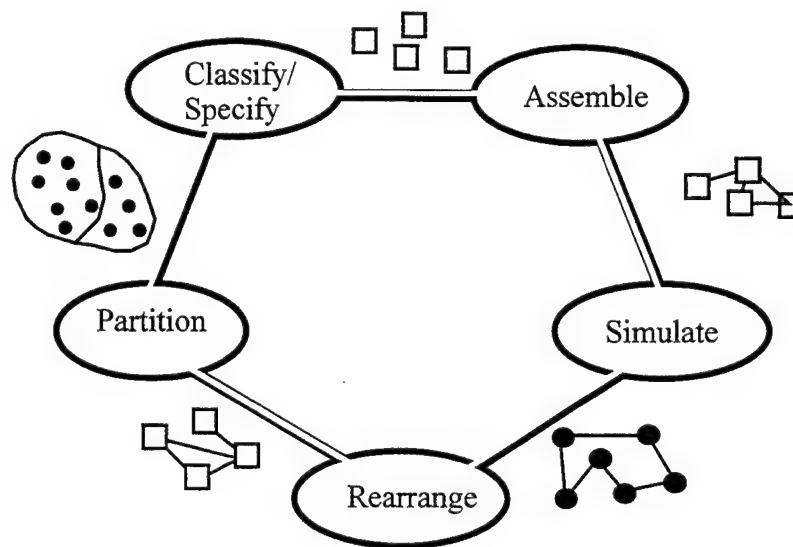 Classify/
Specify
Assemble
Partition
Simulate
Rearrange